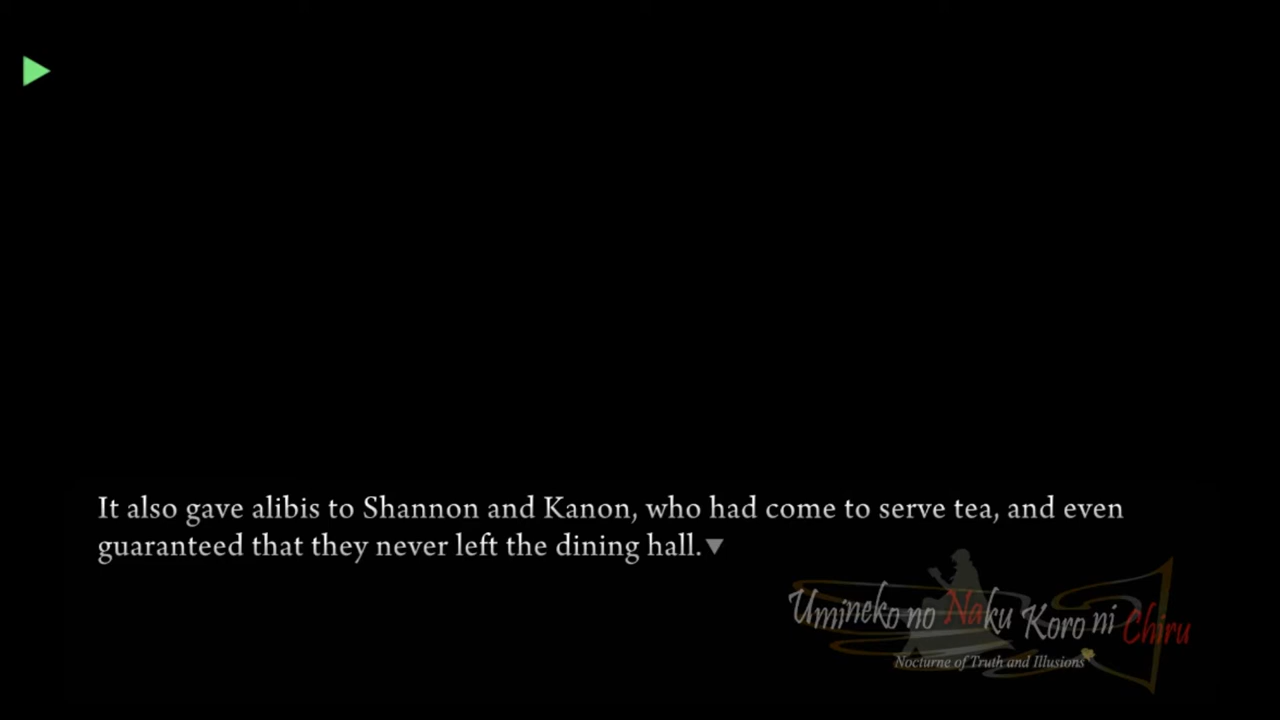 It also gave alibis to Shannon and Kanon, who had come to serve tea, and even
guaranteed that they never left the dining hall.
Umineko no Naku Koro ni Chiru
Nocturne of Truth and Illusions